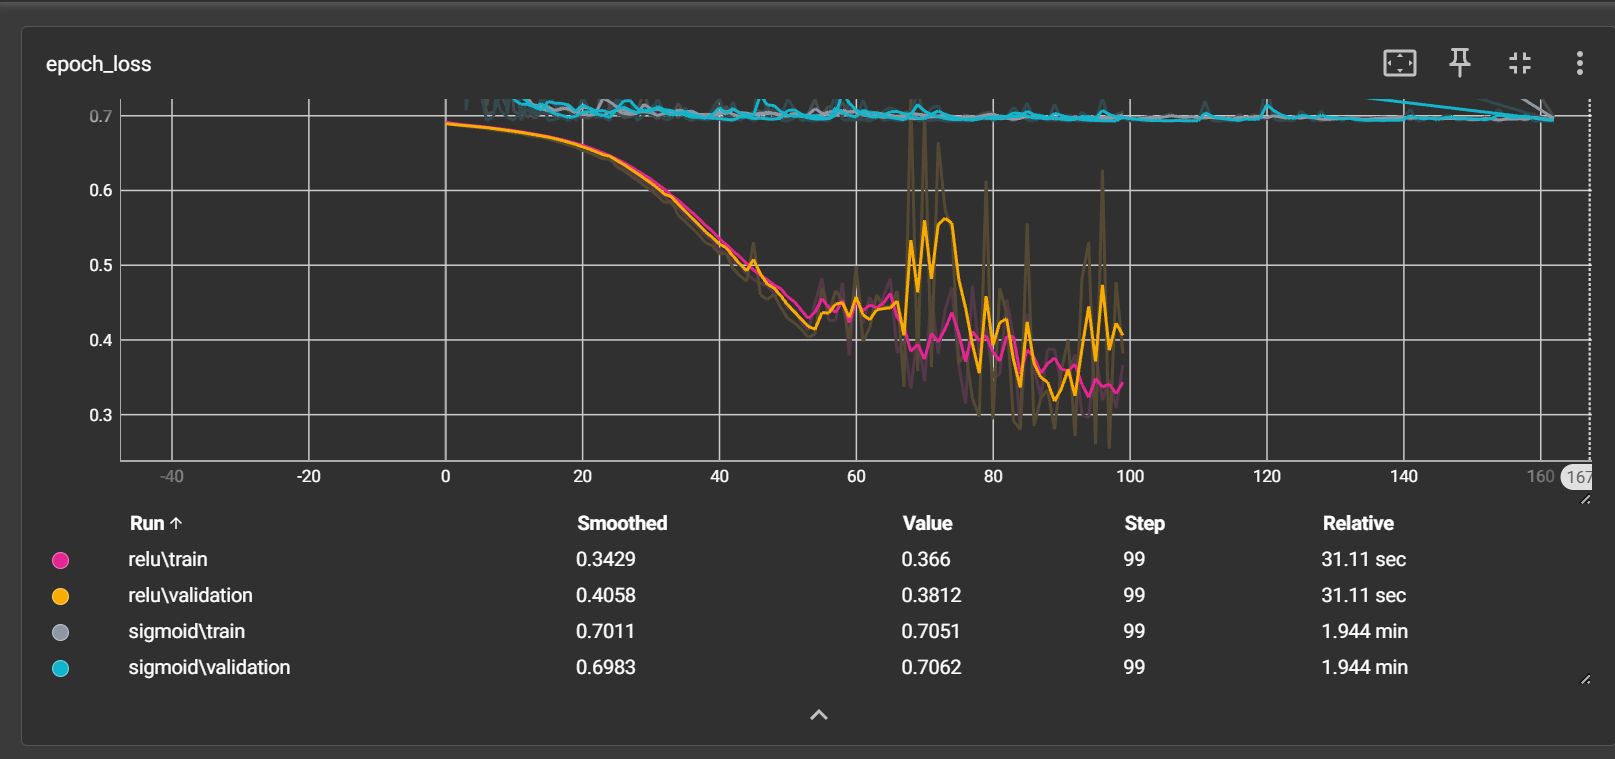 epoch_loss
0.7
0.6
0.5
0.4
0.3
-40 -20 0 20 40 60 80 100 120 140 160 167
Run ↑ Smoothed Value Step Relative
relu\train 0.3429 0.366 99 31.11 sec
relu\validation 0.4058 0.3812 99 31.11 sec
sigmoid\train 0.7011 0.7051 99 1.944 min
sigmoid\validation 0.6983 0.7062 99 1.944 min